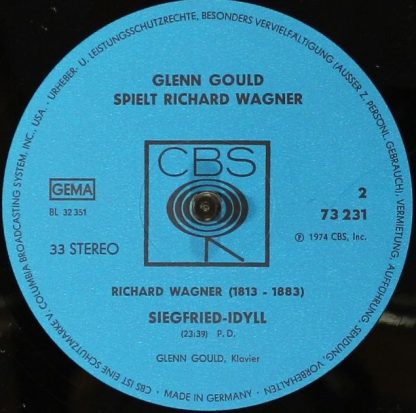 URHEBER- U. LEISTUNGSSCHUTZRECHTE, BESONDERS VERVIELFÄLTIGUNG (AUSSER Z. PERSÖNL. GEBRAUCH), VERMIETUNG, AUFFÜHRUNG, SENDUNG, VORBEHALTEN
GLENN GOULD
SPIELT RICHARD WAGNER
CBS
GEMA
BL 32 351
33 STEREO
2
73 231
℗ 1974 CBS, Inc.
RICHARD WAGNER (1813 - 1883)
SIEGFRIED-IDYLL
(23:39) P. D.
GLENN GOULD, Klavier
CBS IST EINE SCHUTZMARKE V. COLUMBIA BROADCASTING SYSTEM, INC., USA.
• MADE IN GERMANY •